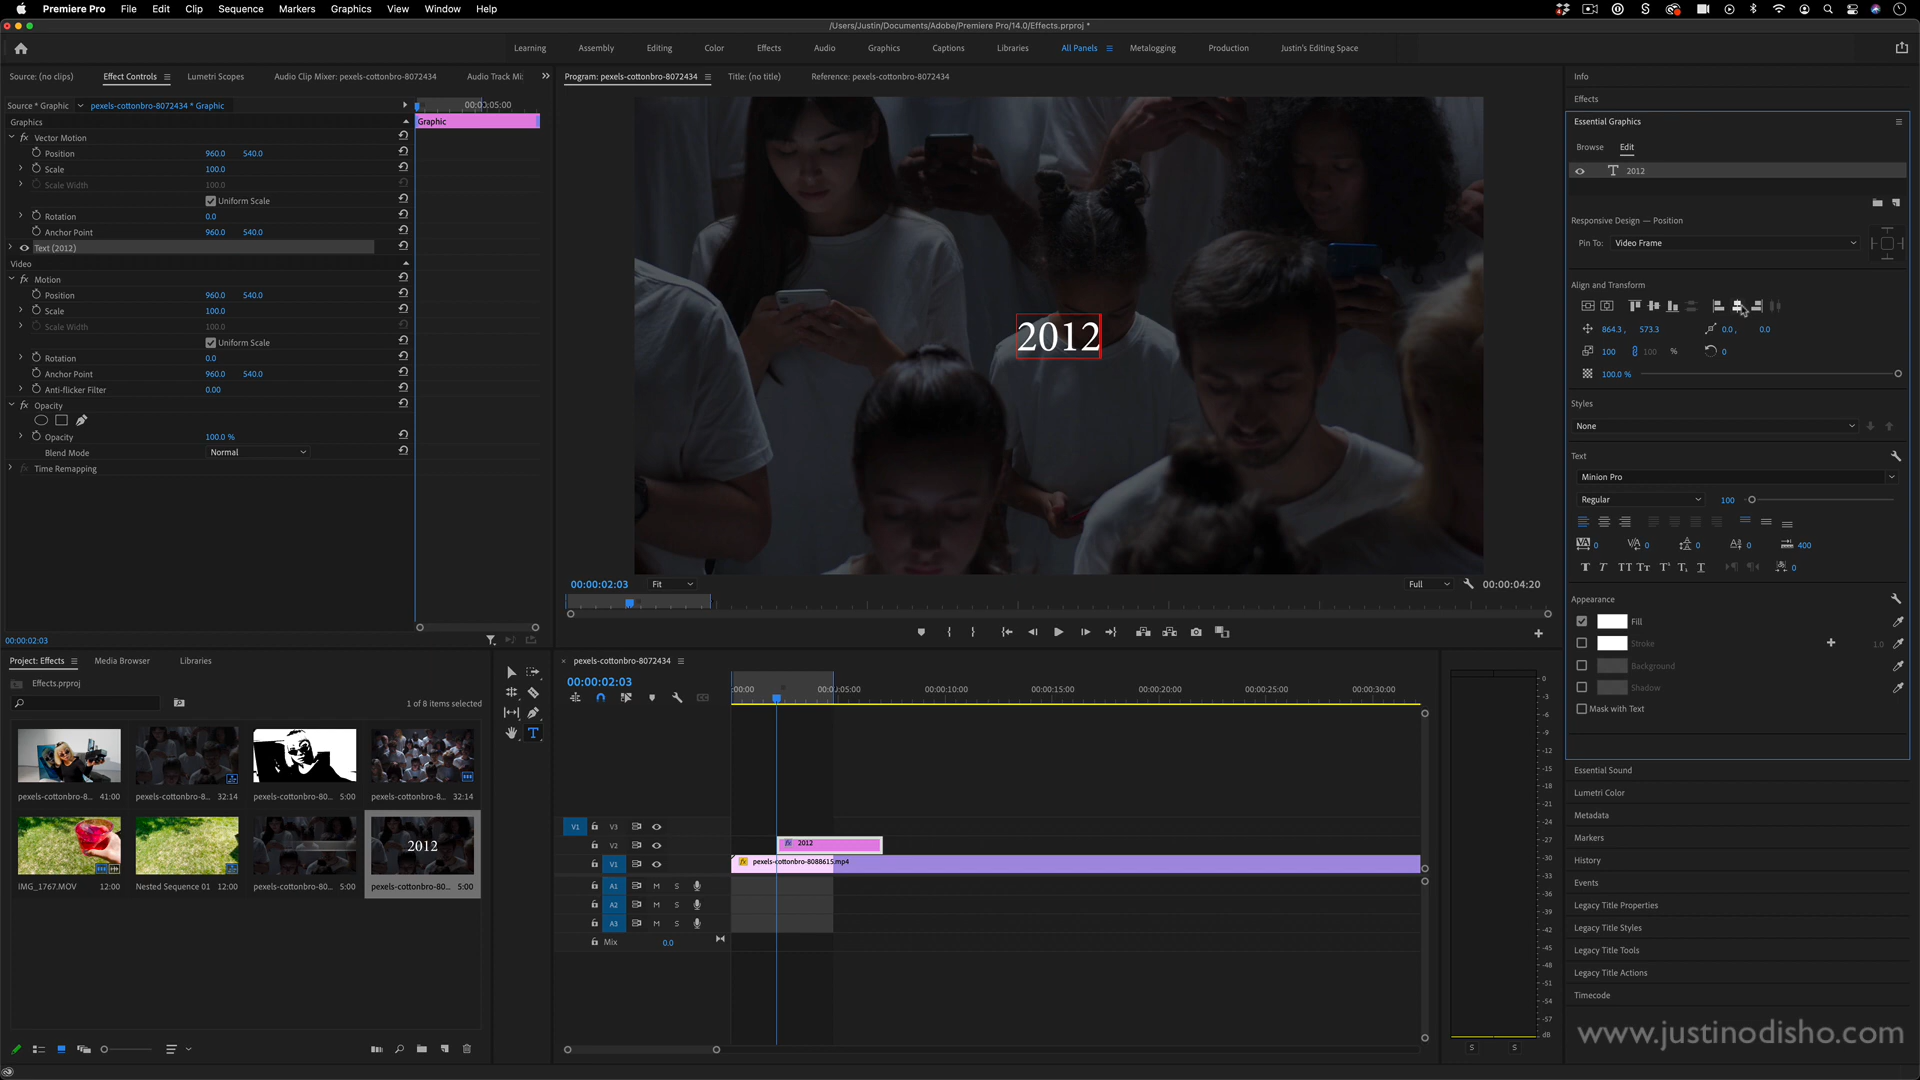 Premiere Pro File Edit Clip Sequence Markers Graphics View Window Help
/Users/Justin/Documents/Adobe/Premiere Pro/14.0/Effects.prproj *
Learning Assembly Editing Color Effects Audio Graphics Captions Libraries All Panels Metalogging Production Justin's Editing Space
Source: (no clips) Effect Controls Lumetri Scopes Audio Clip Mixer: pexels-cottonbro-8072434 Audio Track Mi:
Source * Graphic pexels-cottonbro-8072434 * Graphic 00:00:05:00
Graphics Graphic
fx Vector Motion
Position 960.0 540.0
Scale 100.0
Scale Width 100.0
Uniform Scale
Rotation 0.0
Anchor Point 960.0 540.0
Text (2012)
Video
fx Motion
Position 960.0 540.0
Scale 100.0
Scale Width 100.0
Uniform Scale
Rotation 0.0
Anchor Point 960.0 540.0
Anti-flicker Filter 0.00
fx Opacity
Opacity 100.0 %
Blend Mode Normal
fx Time Remapping
00:00:02:03
Program: pexels-cottonbro-8072434 Title: (no title) Reference: pexels-cottonbro-8072434
2012
00:00:02:03 Fit Full 00:00:04:20
Info
Effects
Essential Graphics
Browse Edit
T 2012
Responsive Design — Position
Pin To: Video Frame
Align and Transform
864.3 , 573.3 0.0 , 0.0
100 100 % 0
100.0 %
Styles
None
Text
Minion Pro
Regular 100
0 0 0 0 400
0
Appearance
Fill
Stroke 1.0
Background
Shadow
Mask with Text
Essential Sound
Lumetri Color
Metadata
Markers
History
Events
Legacy Title Properties
Legacy Title Styles
Legacy Title Tools
Legacy Title Actions
Timecode
Project: Effects Media Browser Libraries
Effects.prproj
1 of 8 items selected
pexels-cottonbro-8... 41:00 pexels-cottonbro-8... 32:14 pexels-cottonbro-80... 5:00 pexels-cottonbro-8... 32:14
2012
IMG_1767.MOV 12:00 Nested Sequence 01 12:00 pexels-cottonbro-80... 5:00 pexels-cottonbro-80... 5:00
pexels-cottonbro-8072434
00:00:02:03
:00:00 00:00:05:00 00:00:10:00 00:00:15:00 00:00:20:00 00:00:25:00 00:00:30:00
V1 V3
V2 fx 2012
V1 fx pexels-cottonbro-8088615.mp4
A1 M S
A2 M S
A3 M S
Mix 0.0
0
-3
-6
-9
-12
-15
-18
-21
-24
-27
-30
-33
-36
-39
-42
-45
-48
-51
-54
-57
dB
S S
www.justinodisho.com